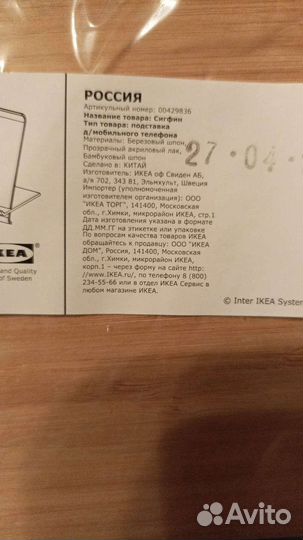 РОССИЯ
Артикульный номер: 00429836
Название товара: Сигфин
Тип товара: подставка
д/мобильного телефона
Материалы: Березовый шпон,
Прозрачный акриловый лак,
Бамбуковый шпон
Сделано в: КИТАЙ
Изготовитель: ИКЕА оф Свиден АБ,
а/я 702, 343 81, Эльмхульт, Швеция
Импортер (уполномоченная
изготовителем организация): ООО
"ИКЕА ТОРГ", 141400, Московская
обл., г.Химки, микрорайон ИКЕА, стр.1
Дата изготовления указана в формате
ДД.ММ.ГГ на этикетке или упаковке
По вопросам качества товаров ИКЕА
обращайтесь к продавцу: ООО "ИКЕА
ДОМ", Россия, 141400, Московская
обл., г.Химки, микрорайон ИКЕА,
корп.1 – через форму на сайте http:
//www.IKEA.ru/, по телефону 8 (800)
234-55-66 или в отдел ИКЕА Сервис в
любом магазине ИКЕА.
27·04·
KEA
and Quality
of Sweden
© Inter IKEA System
Avito